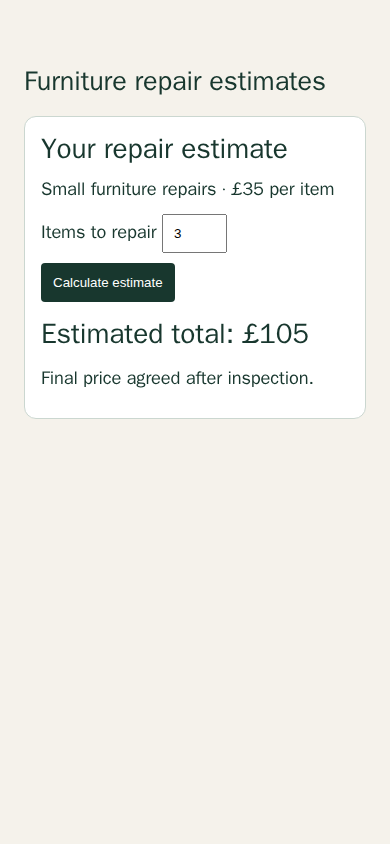 Furniture repair estimates
Your repair estimate
Small furniture repairs · £35 per item
Items to repair 3
Calculate estimate
Estimated total: £105
Final price agreed after inspection.